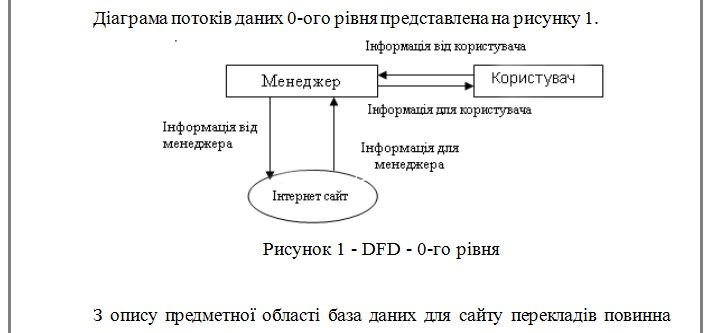 Діаграма потоків даних 0-ого рівня представлена на рисунку 1.
Інформація від користувача
Менеджер
Користувач
Інформація для користувача
Інформація від
менеджера
Інформація для
менеджера
Інтернет сайт
Рисунок 1 - DFD - 0-го рівня
З опису предметної області база даних для сайту перекладів повинна